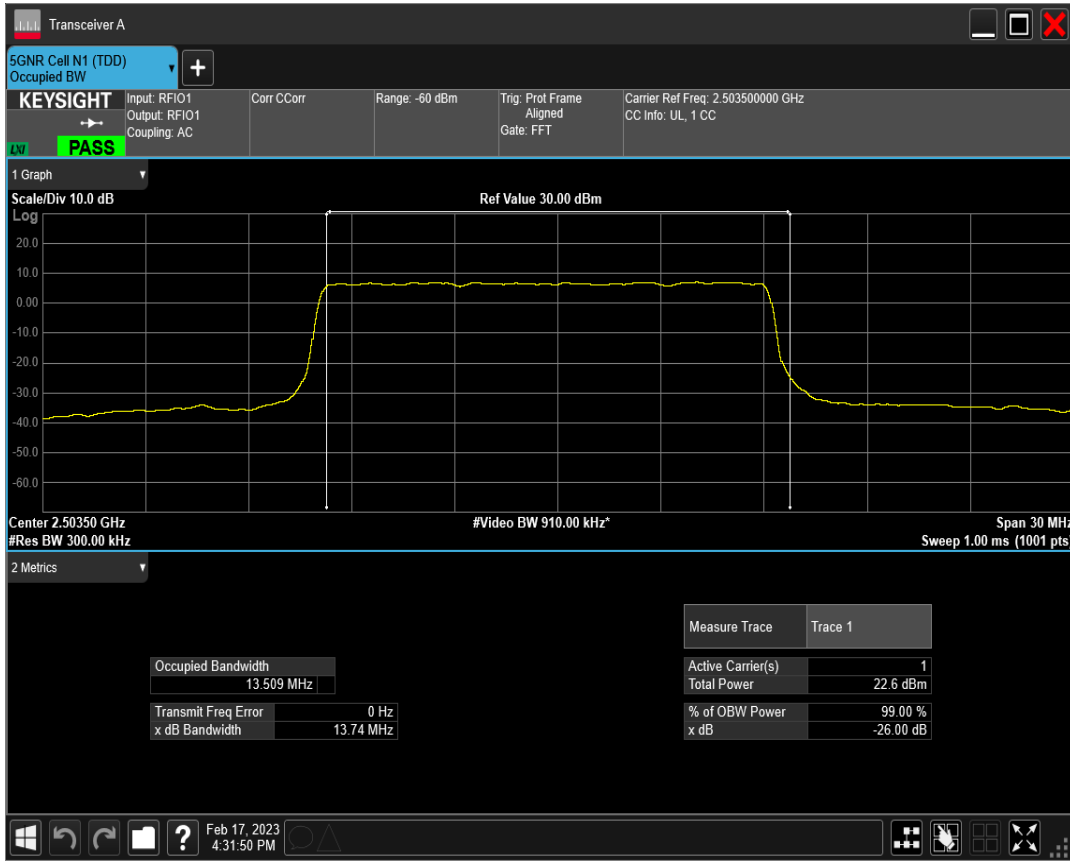 Transceiver A
5GNR Cell N1 (TDD)
Occupied BW
+
KEYSIGHT
LXI
PASS
Input: RFIO1
Output: RFIO1
Coupling: AC
Corr CCorr
Range: -60 dBm
Trig: Prot Frame
Aligned
Gate: FFT
Carrier Ref Freq: 2.503500000 GHz
CC Info: UL, 1 CC
1 Graph
Scale/Div 10.0 dB
Ref Value 30.00 dBm
Log
20.0
10.0
0.00
-10.0
-20.0
-30.0
-40.0
-50.0
-60.0
Center 2.50350 GHz
#Video BW 910.00 kHz*
Span 30 MHz
#Res BW 300.00 kHz
Sweep 1.00 ms (1001 pts)
2 Metrics
Measure Trace Trace 1
Occupied Bandwidth
13.509 MHz
Active Carrier(s) 1
Total Power 22.6 dBm
Transmit Freq Error 0 Hz
x dB Bandwidth 13.74 MHz
% of OBW Power 99.00 %
x dB -26.00 dB
?
Feb 17, 2023
4:31:50 PM